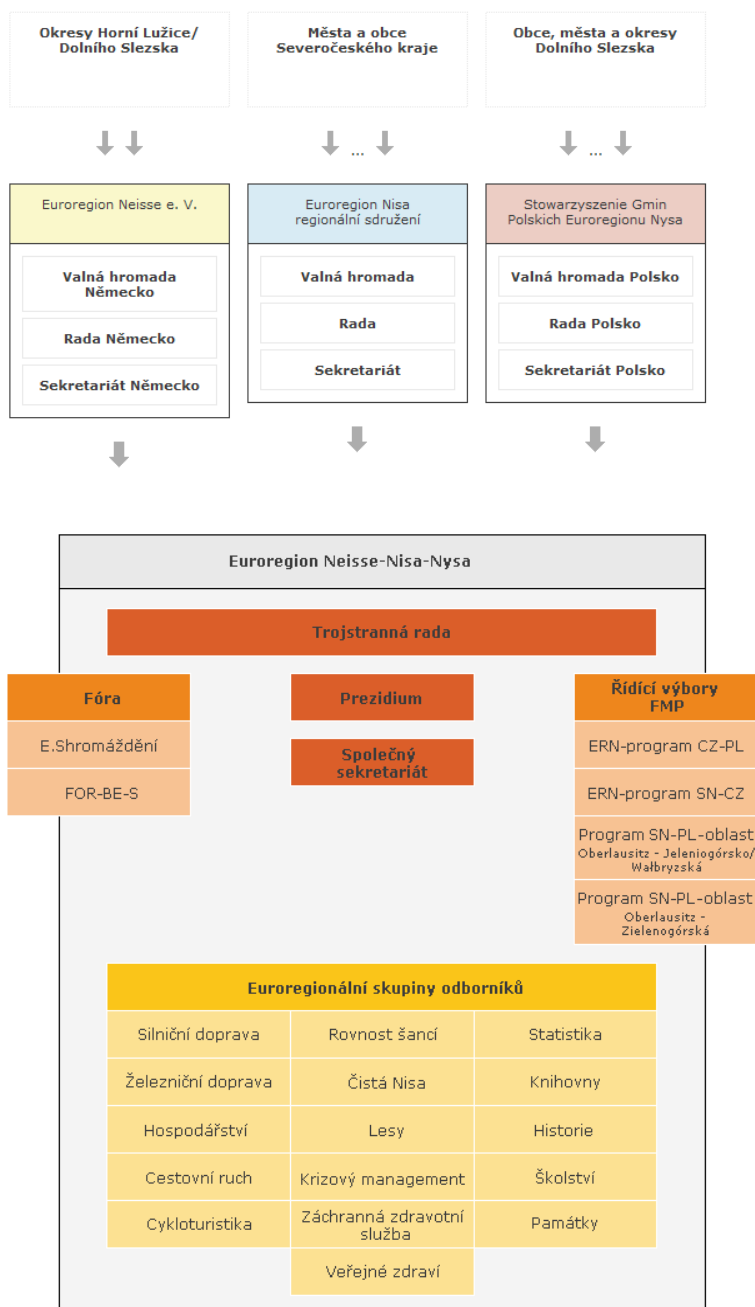 Okresy Horní Lužice/
Dolního Slezska
Města a obce
Severočeského kraje
Obce, města a okresy
Dolního Slezska
...
...
Euroregion Neisse e. V.
Valná hromada
Německo
Rada Německo
Sekretariát Německo
Euroregion Nisa
regionální sdružení
Valná hromada
Rada
Sekretariát
Stowarzyszenie Gmin
Polskich Euroregionu Nysa
Valná hromada Polsko
Rada Polsko
Sekretariát Polsko
Euroregion Neisse-Nisa-Nysa
Trojstranná rada
Fóra
E.Shromáždění
FOR-BE-S
Prezidium
Společný
sekretariát
Řídící výbory
FMP
ERN-program CZ-PL
ERN-program SN-CZ
Program SN-PL-oblast
Oberlausitz - Jeleniogórsko/
Wałbryzská
Program SN-PL-oblast
Oberlausitz -
Zielenogórská
Euroregionální skupiny odborníků
Silniční doprava
Rovnost šancí
Statistika
Železniční doprava
Čistá Nisa
Knihovny
Hospodářství
Lesy
Historie
Cestovní ruch
Krizový management
Školství
Cykloturistika
Záchranná zdravotní
služba
Památky
Veřejné zdraví